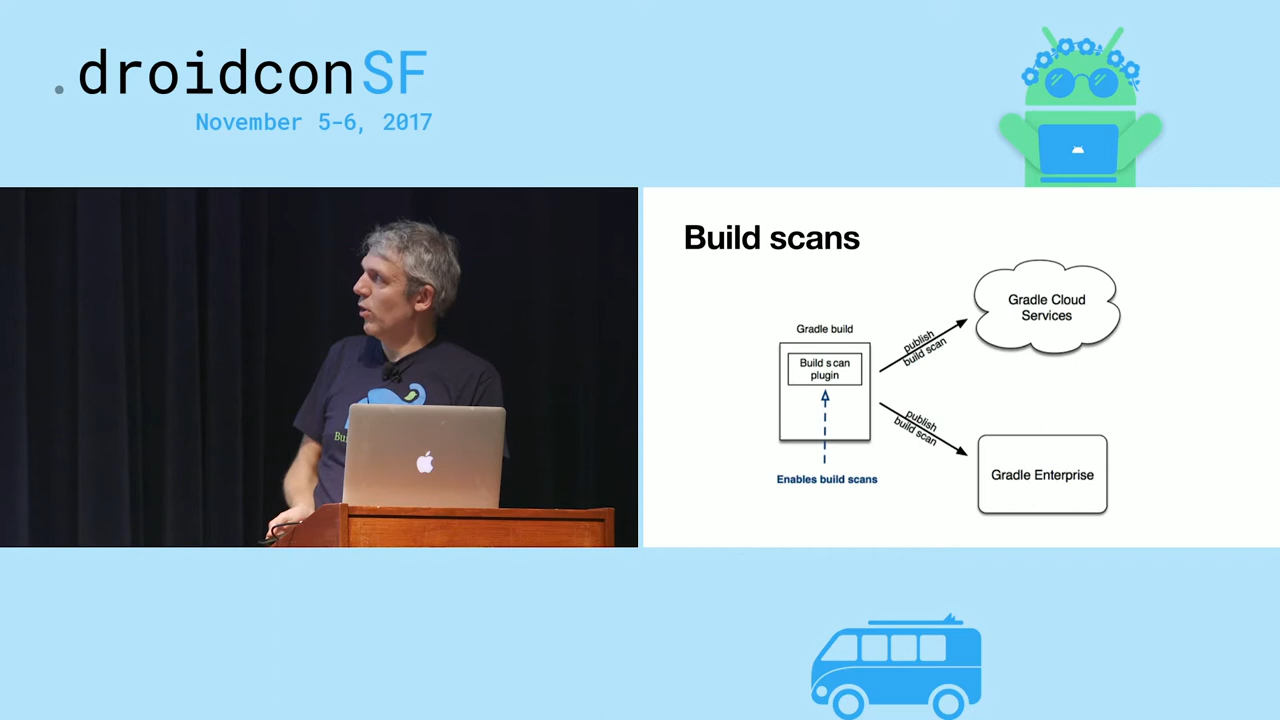 .droidconSF
November 5-6, 2017
Build scans
Gradle Cloud
Services
Gradle build
publish
build scan
Build scan
plugin
publish
build scan
Gradle Enterprise
Enables build scans